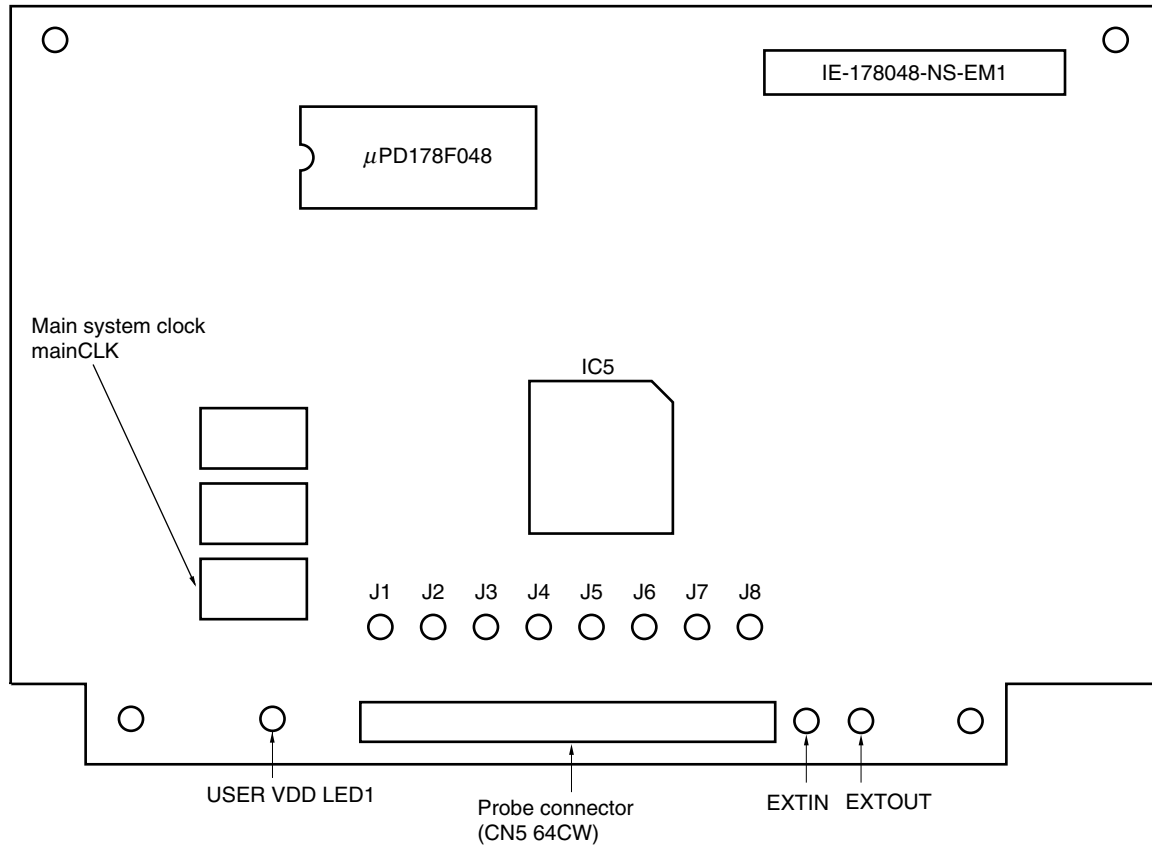 IE-178048-NS-EM1
μPD178F048
Main system clock
mainCLK
IC5
J1 J2 J3 J4 J5 J6 J7 J8
USER VDD LED1
Probe connector
(CN5 64CW)
EXTIN EXTOUT